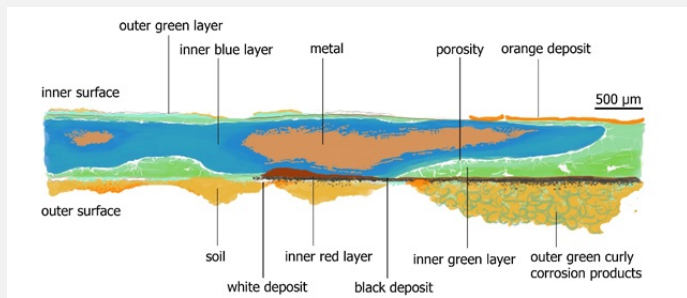 outer green layer
inner blue layer
metal
porosity
orange deposit
inner surface
500 µm
outer surface
soil
inner red layer
inner green layer
outer green curly
corrosion products
white deposit
black deposit